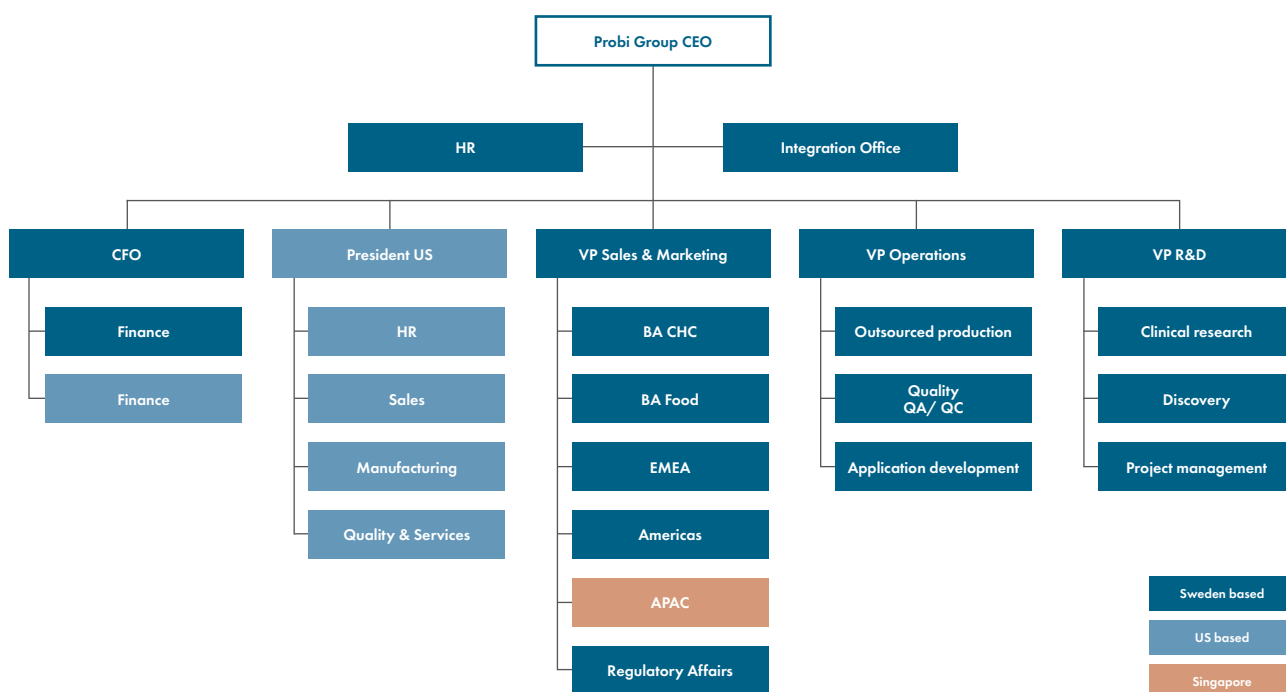 Probi Group CEO
HR
Integration Office
CFO
President US
VP Sales & Marketing
VP Operations
VP R&D
Finance
HR
BA CHC
Outsourced production
Clinical research
Finance
Sales
BA Food
Quality
QA/ QC
Discovery
Manufacturing
EMEA
Application development
Project management
Quality & Services
Americas
APAC
Regulatory Affairs
Sweden based
US based
Singapore